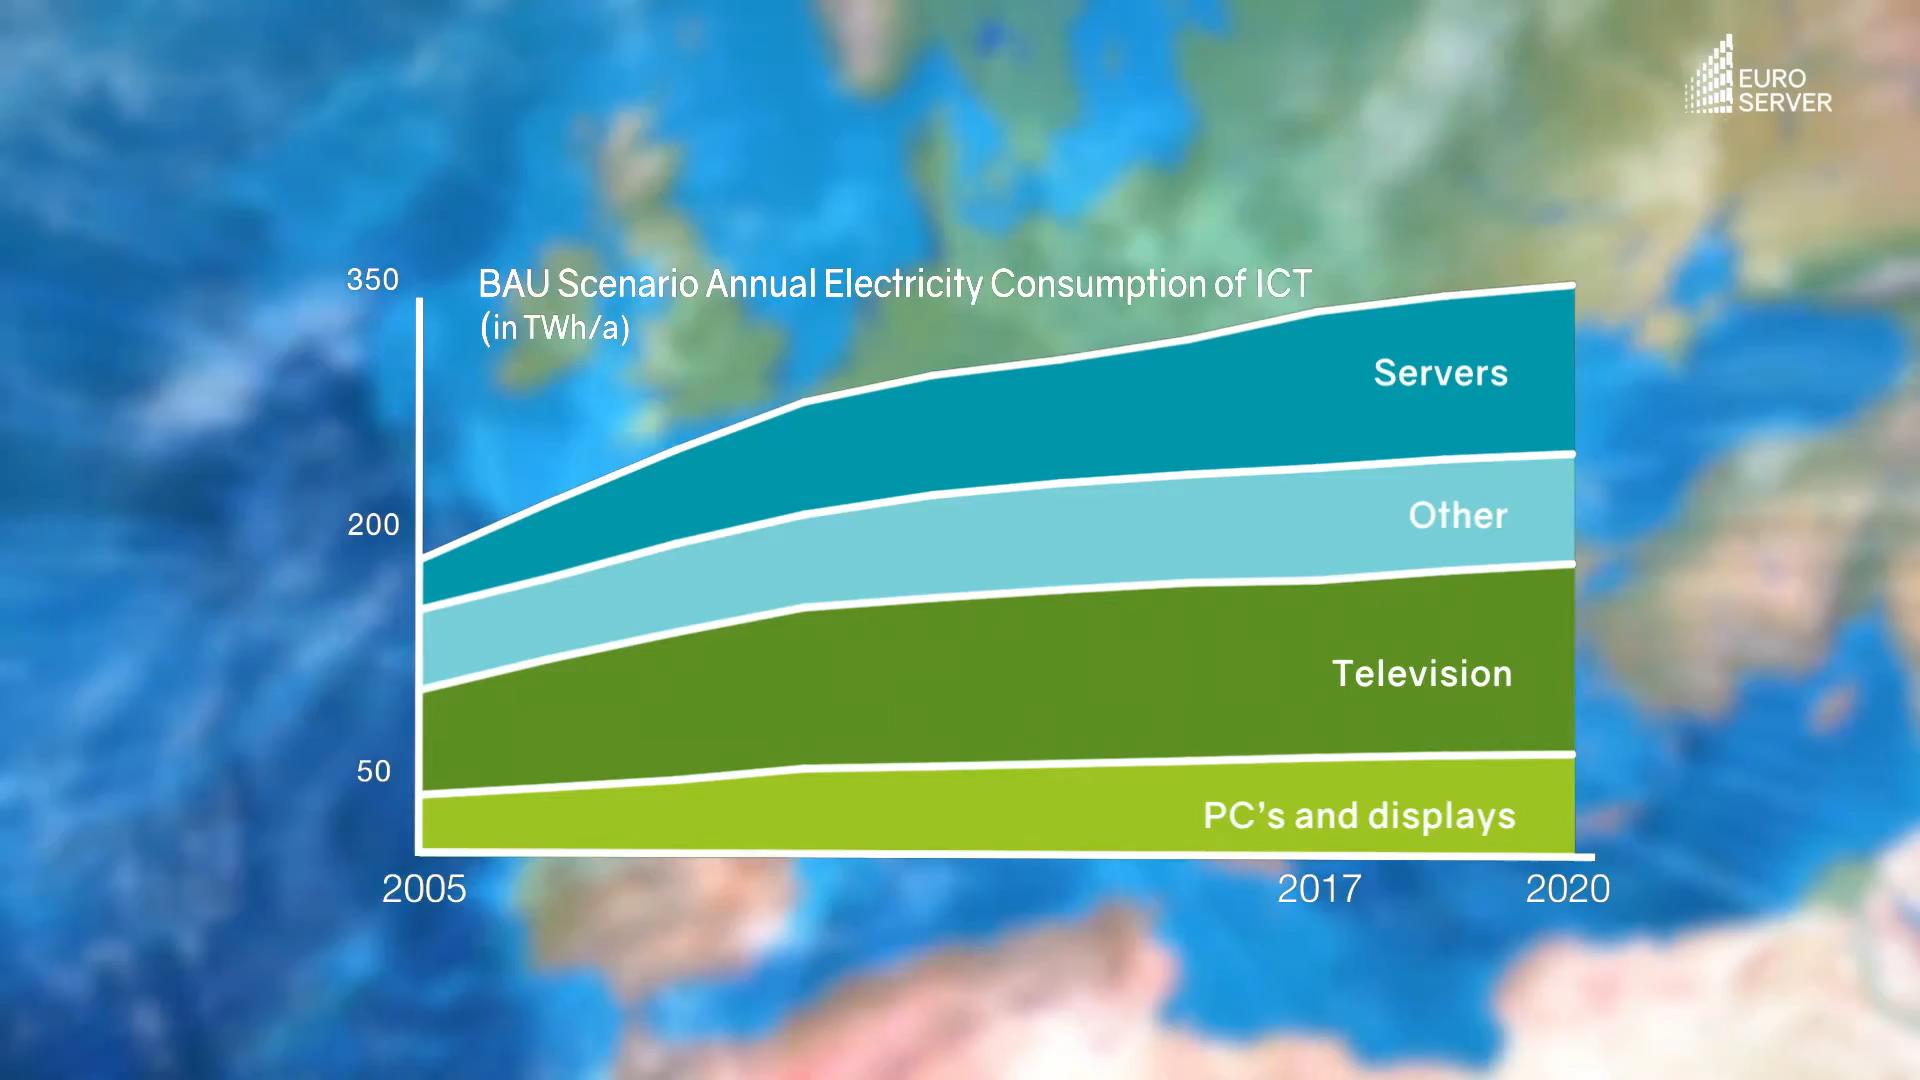 EURO
SERVER
350
BAU Scenario Annual Electricity Consumption of ICT
(in TWh/a)
Servers
200
Other
Television
50
PC's and displays
2005
2017
2020